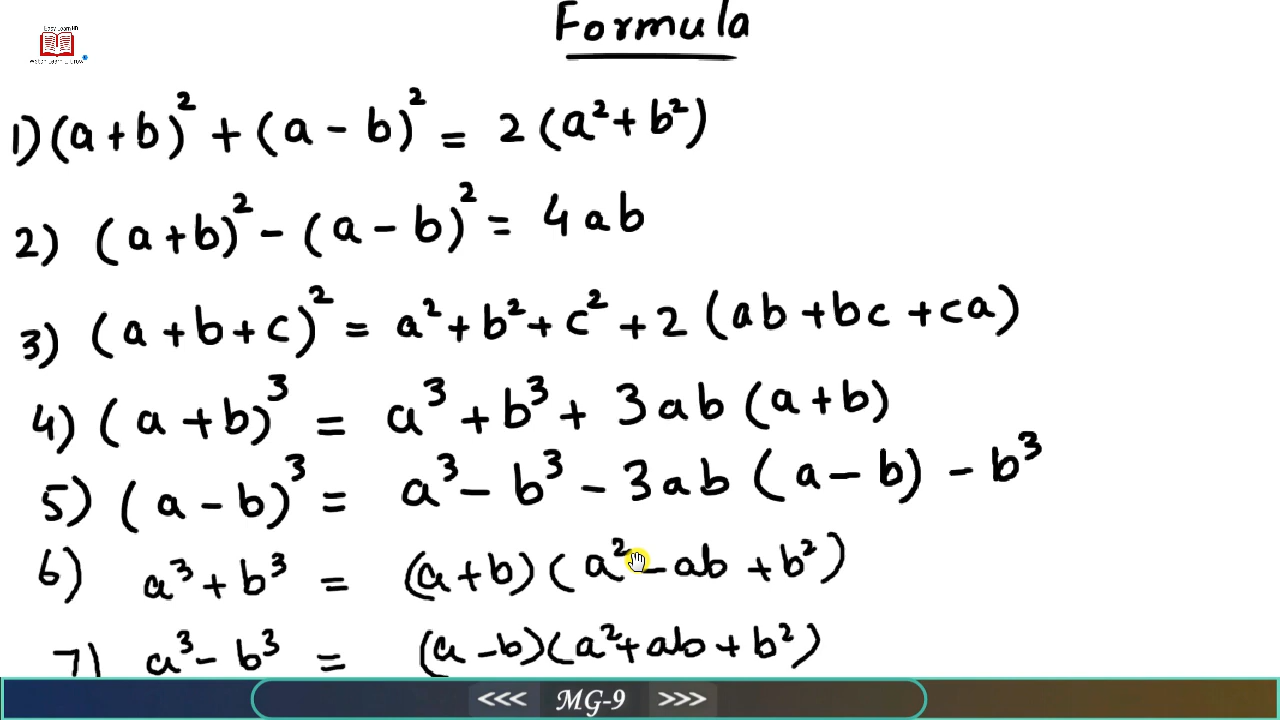 Formula
Easy Learn
1) (a+b)² + (a - b)² = 2 (a² + b²)
2) (a+b)² - (a - b)² = 4ab
3) (a+b+c)² = a² + b² + c² + 2 (ab + bc + ca)
4) (a+b)³ = a³ + b³ + 3ab (a+b)
5) (a - b)³ = a³ - b³ - 3ab (a - b) - b³
6) a³ + b³ = (a+b) (a² - ab + b²)
7) a³ - b³ = (a - b) (a² + ab + b²)
<<< MG-9 >>>